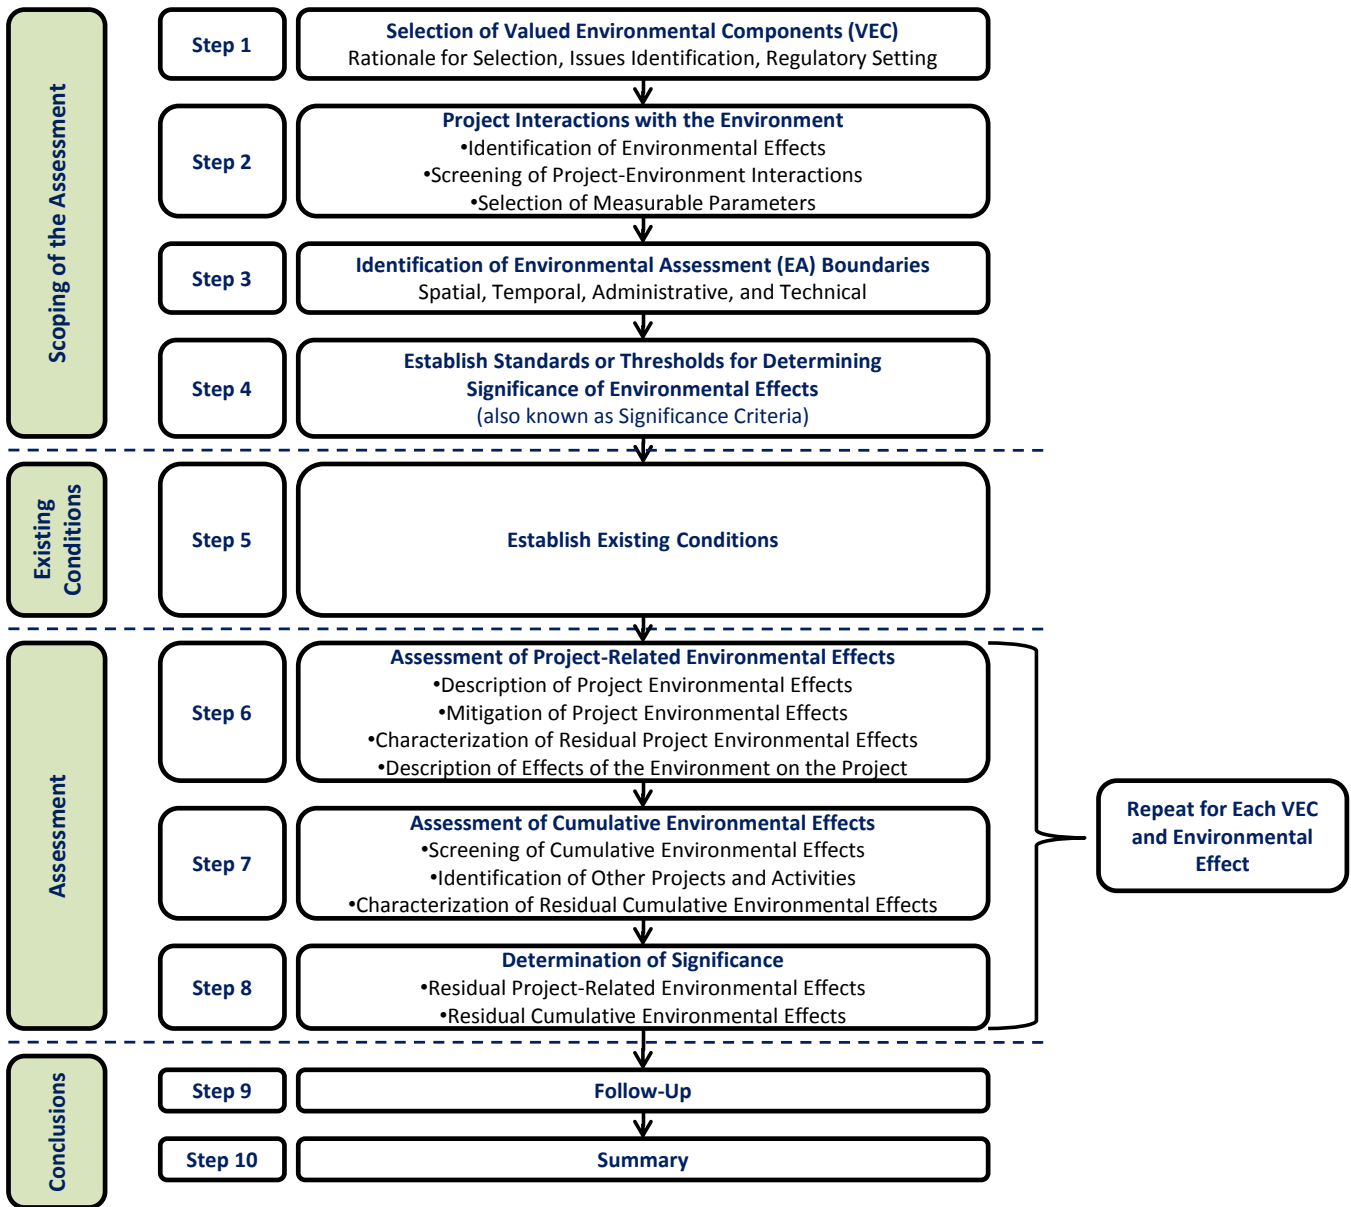 Scoping of the Assessment
Step 1
Selection of Valued Environmental Components (VEC)
Rationale for Selection, Issues Identification, Regulatory Setting
Step 2
Project Interactions with the Environment
•Identification of Environmental Effects
•Screening of Project-Environment Interactions
•Selection of Measurable Parameters
Step 3
Identification of Environmental Assessment (EA) Boundaries
Spatial, Temporal, Administrative, and Technical
Step 4
Establish Standards or Thresholds for Determining
Significance of Environmental Effects
(also known as Significance Criteria)
Existing
Conditions
Step 5
Establish Existing Conditions
Assessment
Step 6
Assessment of Project-Related Environmental Effects
•Description of Project Environmental Effects
•Mitigation of Project Environmental Effects
•Characterization of Residual Project Environmental Effects
•Description of Effects of the Environment on the Project
Step 7
Assessment of Cumulative Environmental Effects
•Screening of Cumulative Environmental Effects
•Identification of Other Projects and Activities
•Characterization of Residual Cumulative Environmental Effects
Step 8
Determination of Significance
•Residual Project-Related Environmental Effects
•Residual Cumulative Environmental Effects
Repeat for Each VEC
and Environmental
Effect
Conclusions
Step 9
Follow-Up
Step 10
Summary